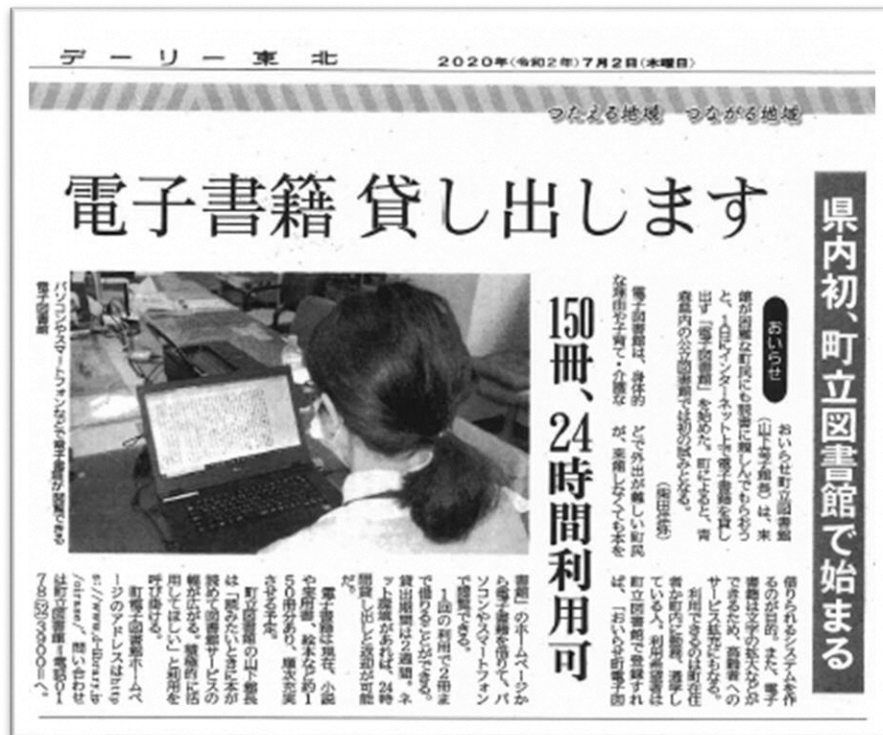 デーリー東北
2020年(令和2年)7月2日(木曜日)
つたえる地域 つながる地域
県内初、町立図書館で始まる
電子書籍 貸し出します
150冊、24時間利用可
おいらせ
おいらせ町立図書館
(山下 館長)は、来
館が困難な町民にも読書に親しんでもらおう
と、1日にインターネット上で電子書籍を貸し
出す「電子図書館」を始めた。町によると、青
森県内の公立図書館では初の試みとなる。
電子図書館は、身体的
な理由や子育て・介護な
どで外出が難しい町民
が、来館しなくても本を
借りられるシステムを作
るのが目的。また、電子
書籍は文字の拡大などが
できるため、高齢者への
サービス拡充にもなる。
利用できるのは町在住
者か町内に勤務、通学し
ている人。利用希望者は
町立図書館で登録すれ
ば、「おいらせ町電子図
書館」のホームページか
ら電子書籍を借りて、パ
ソコンやスマートフォン
で閲覧できる。
1回の利用で2冊ま
で借りることができる。
貸出期間は2週間。ネ
ット環境があれば、24時
間貸し出しと返却が可能
だ。
電子書籍は現在、小説
や実用書、絵本など約1
50冊分あり、順次充実
させる予定。
町立図書館の山下館長
は「読みたいときに本が
読めて図書館サービスの
幅が広がる。積極的に活
用してほしい」と利用を
呼び掛ける。
町電子図書館ホームペ
ージのアドレスはhttp
s://www.d-library.jp
/oirase/。問い合わせ
は町立図書館=電話01
78(52)3900=へ。
パソコンやスマートフォンなどで電子書籍が閲覧できる
電子図書館